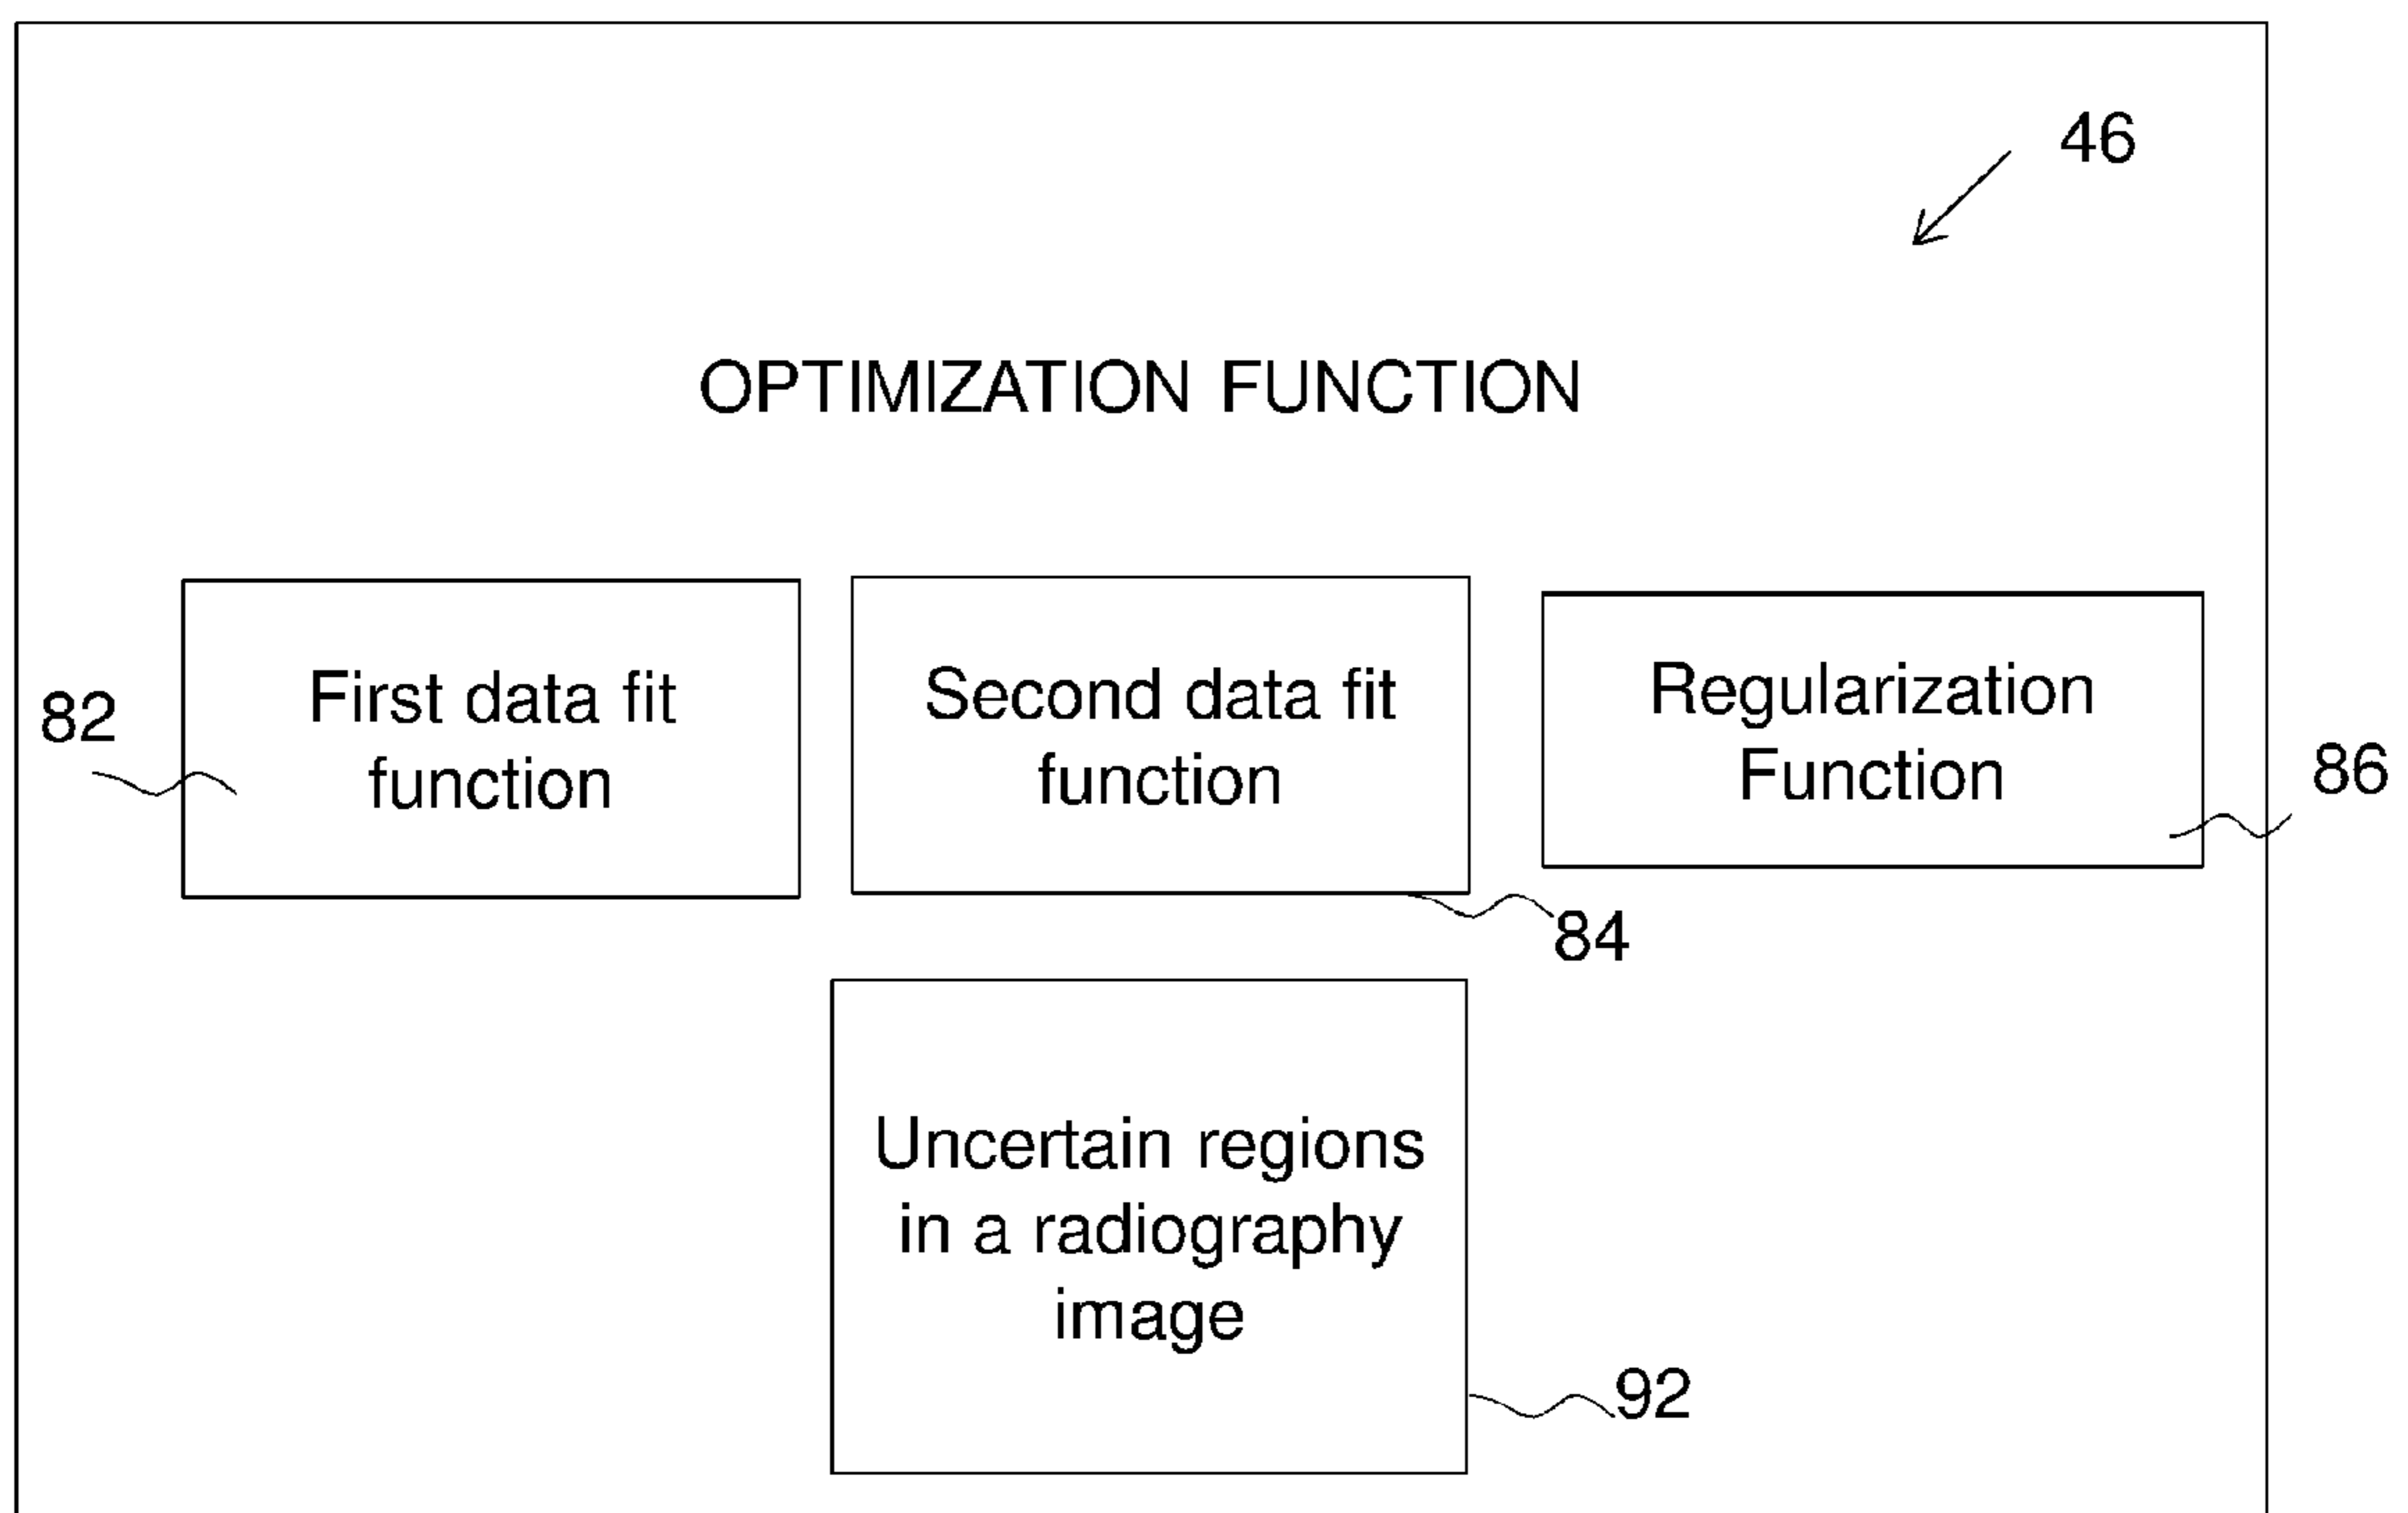 46
OPTIMIZATION FUNCTION
82
First data fit
function
Second data fit
function
84
Regularization
Function
86
Uncertain regions
in a radiography
image
92